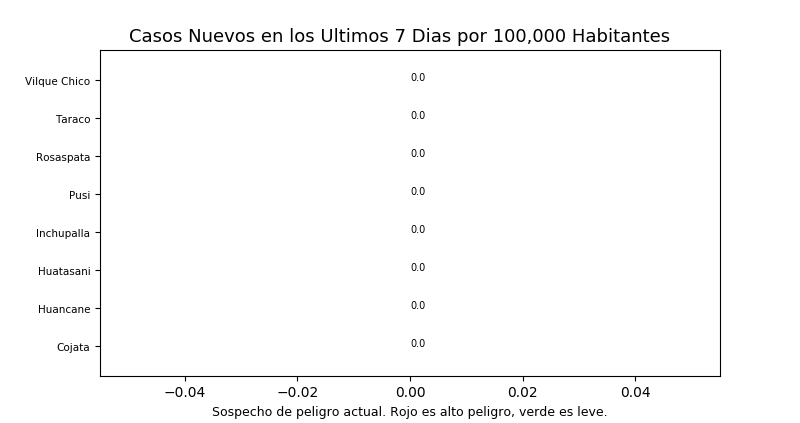 Casos Nuevos en los Ultimos 7 Dias por 100,000 Habitantes
Vilque Chico 0.0
Taraco 0.0
Rosaspata 0.0
Pusi 0.0
Inchupalla 0.0
Huatasani 0.0
Huancane 0.0
Cojata 0.0
−0.04 −0.02 0.00 0.02 0.04
Sospecho de peligro actual. Rojo es alto peligro, verde es leve.